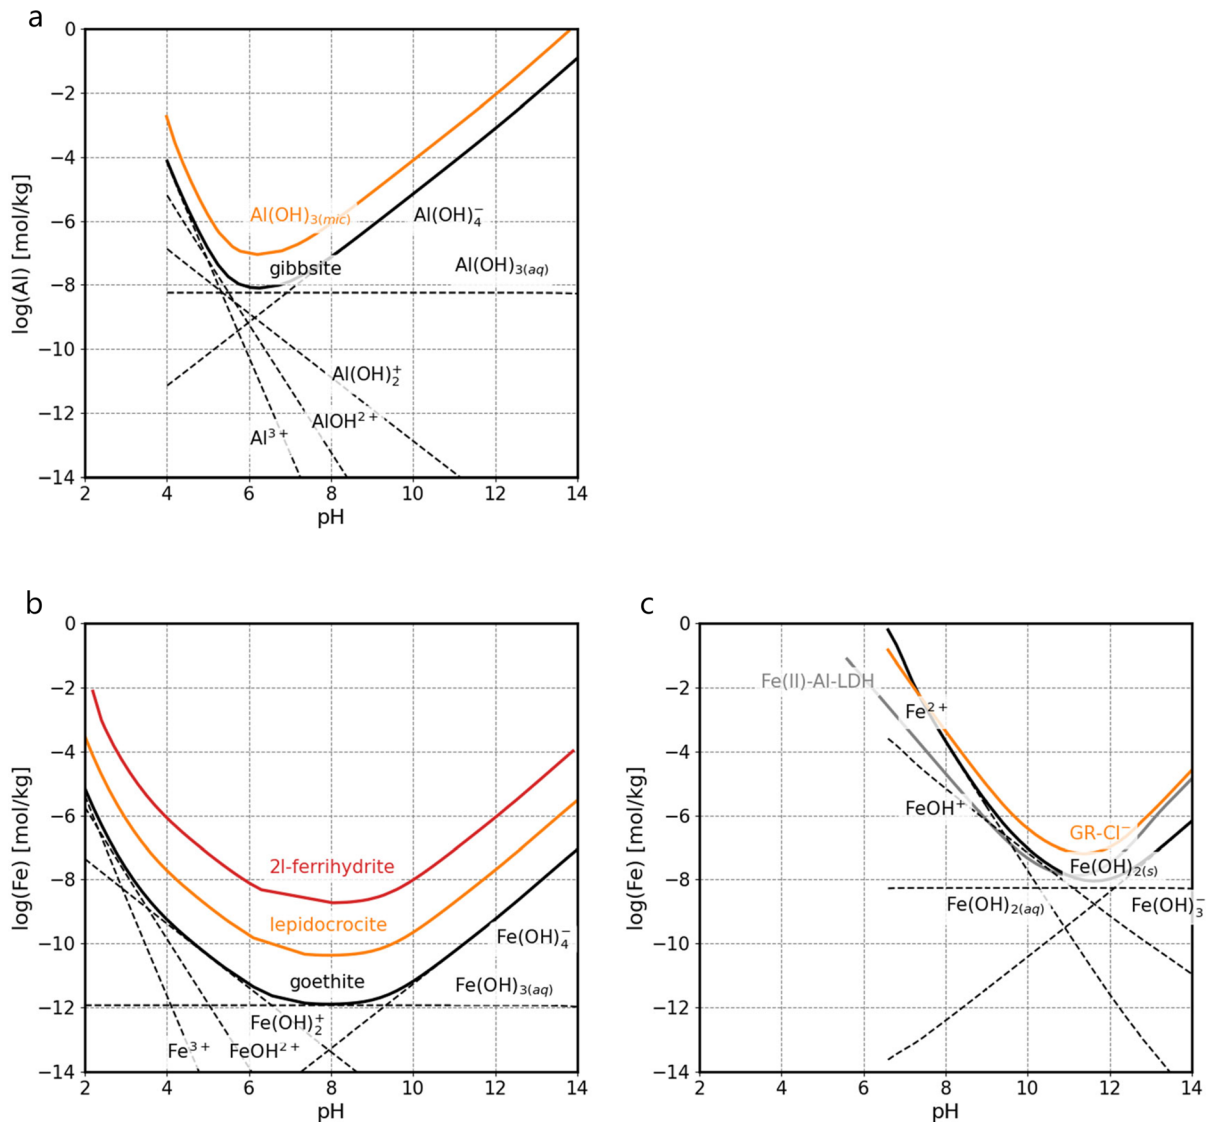 a
log(Al) [mol/kg]
0
−2
−4
−6
−8
−10
−12
−14
Al(OH)₃₍mic₎
Al(OH)₄⁻
gibbsite
Al(OH)₃₍aq₎
Al(OH)₂⁺
AlOH²⁺
Al³⁺
2 4 6 8 10 12 14
pH
b
log(Fe) [mol/kg]
0
−2
−4
−6
−8
−10
−12
−14
2l-ferrihydrite
lepidocrocite
goethite
Fe(OH)₄⁻
Fe(OH)₃₍aq₎
Fe(OH)₂⁺
Fe³⁺ FeOH²⁺
2 4 6 8 10 12 14
pH
c
log(Fe) [mol/kg]
0
−2
−4
−6
−8
−10
−12
−14
Fe(II)-Al-LDH
Fe²⁺
FeOH⁺
GR-Cl⁻
Fe(OH)₂₍s₎
Fe(OH)₂₍aq₎ Fe(OH)₃⁻
2 4 6 8 10 12 14
pH